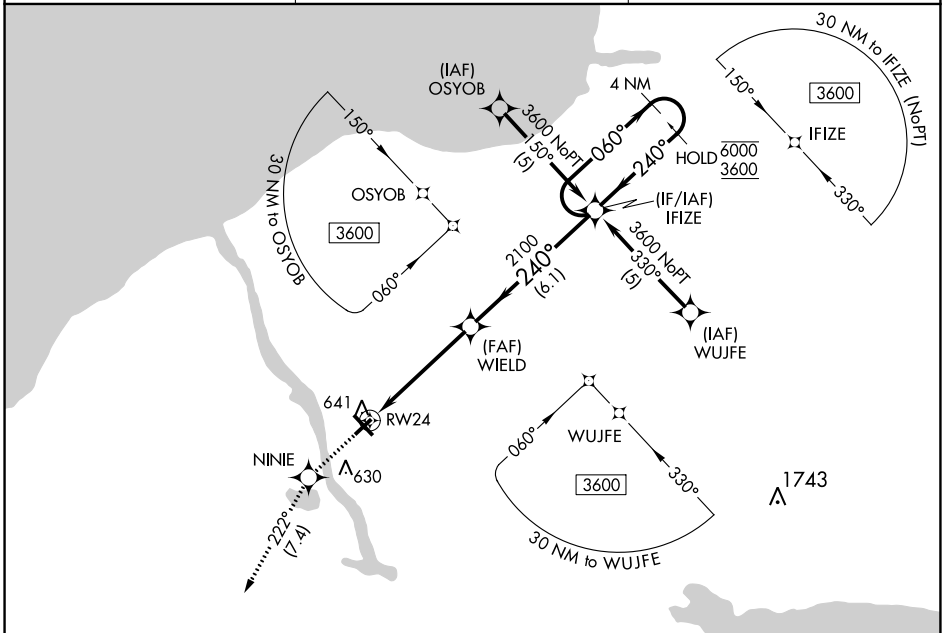 (IAF)
OSYOB
3600 NoPT
150°
(5)
4 NM
060°
240°
HOLD
6000
3600
(IF/IAF)
IFIZE
30 NM to IFIZE (NoPT)
150°
3600
IFIZE
330°
150°
OSYOB
30 NM to OSYOB
3600
060°
2100
240°
(6.1)
3600 NoPT
330°
(5)
(IAF)
WUJFE
(FAF)
WIELD
641
RW24
NINIE
630
222°
(7.4)
060°
WUJFE
3600
330°
30 NM to WUJFE
1743